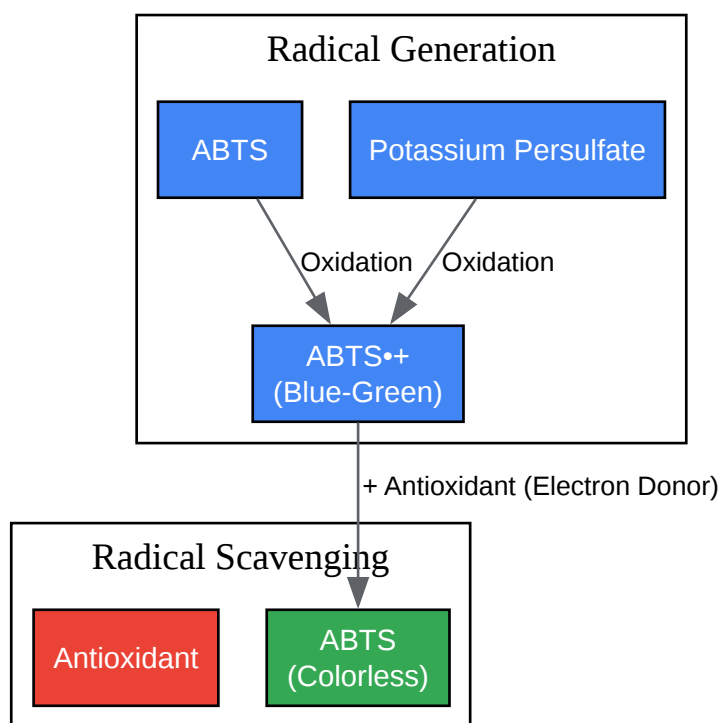 Radical Generation
ABTS
Potassium Persulfate
Oxidation
Oxidation
ABTS•+
(Blue-Green)
+ Antioxidant (Electron Donor)
Radical Scavenging
Antioxidant
ABTS
(Colorless)